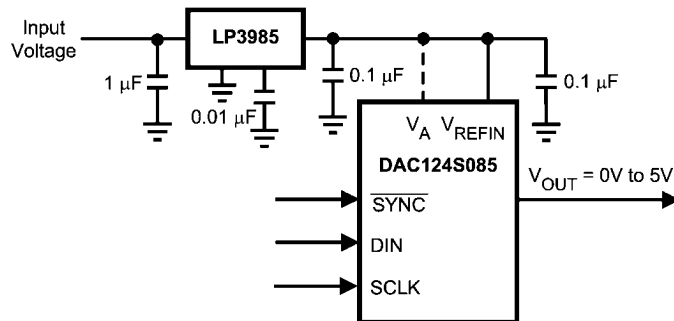 Input
Voltage
LP3985
1 μF
0.01 μF
0.1 μF
0.1 μF
V_A V_REFIN
DAC124S085
V_OUT = 0V to 5V
SYNC
DIN
SCLK